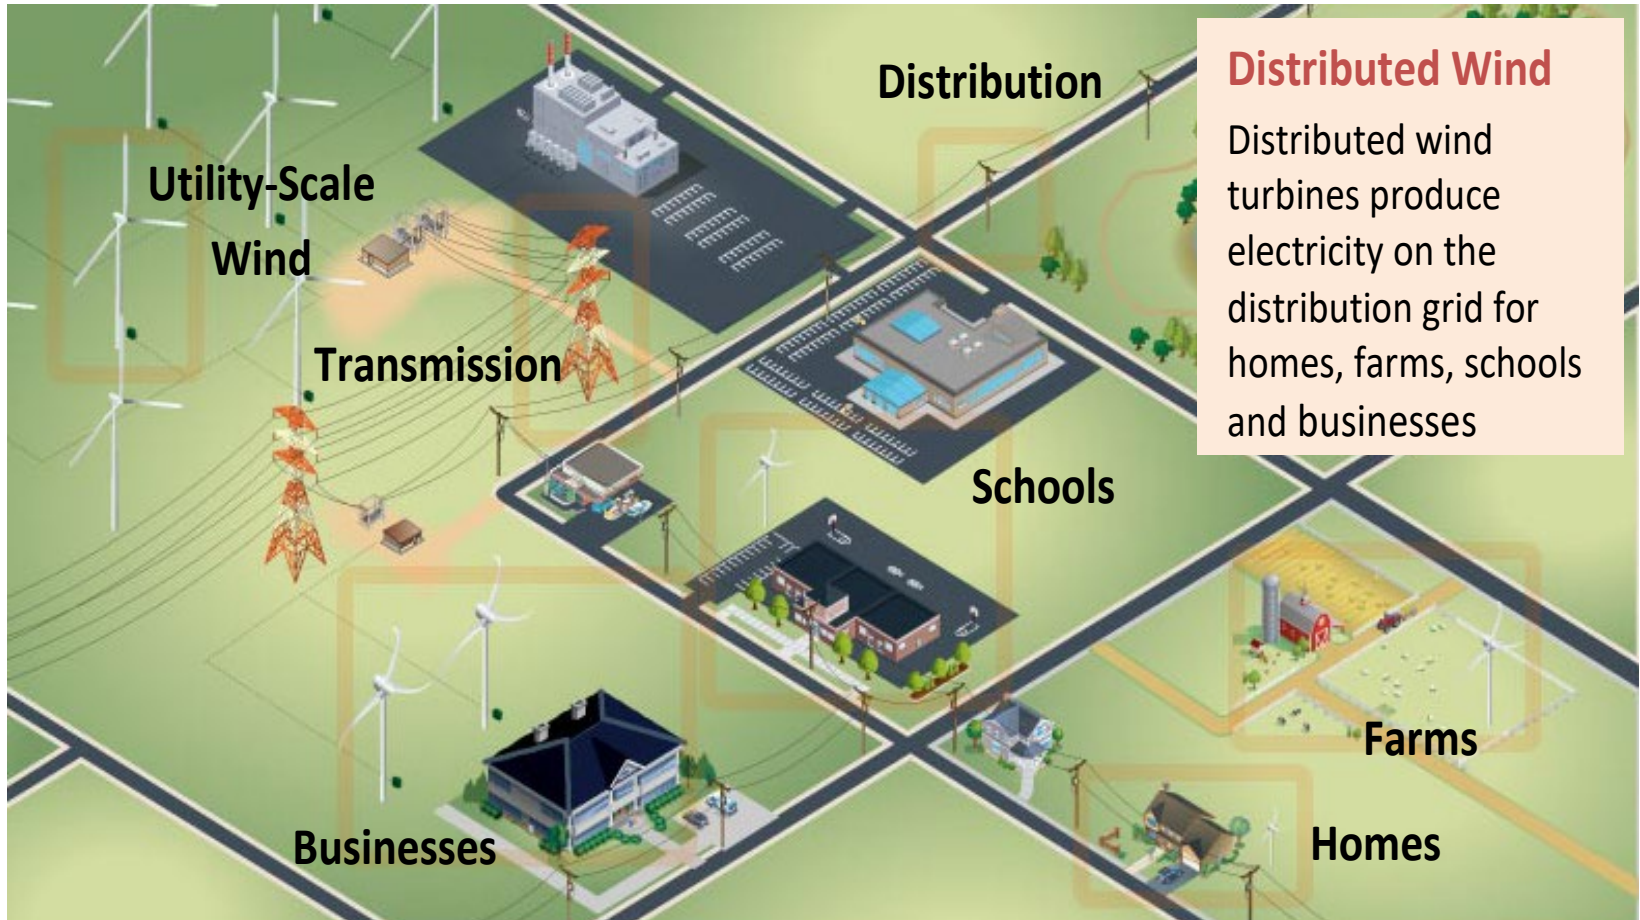 Distribution
Distributed Wind
Distributed wind
turbines produce
electricity on the
distribution grid for
homes, farms, schools
and businesses
Utility-Scale
Wind
Transmission
Schools
Farms
Businesses
Homes